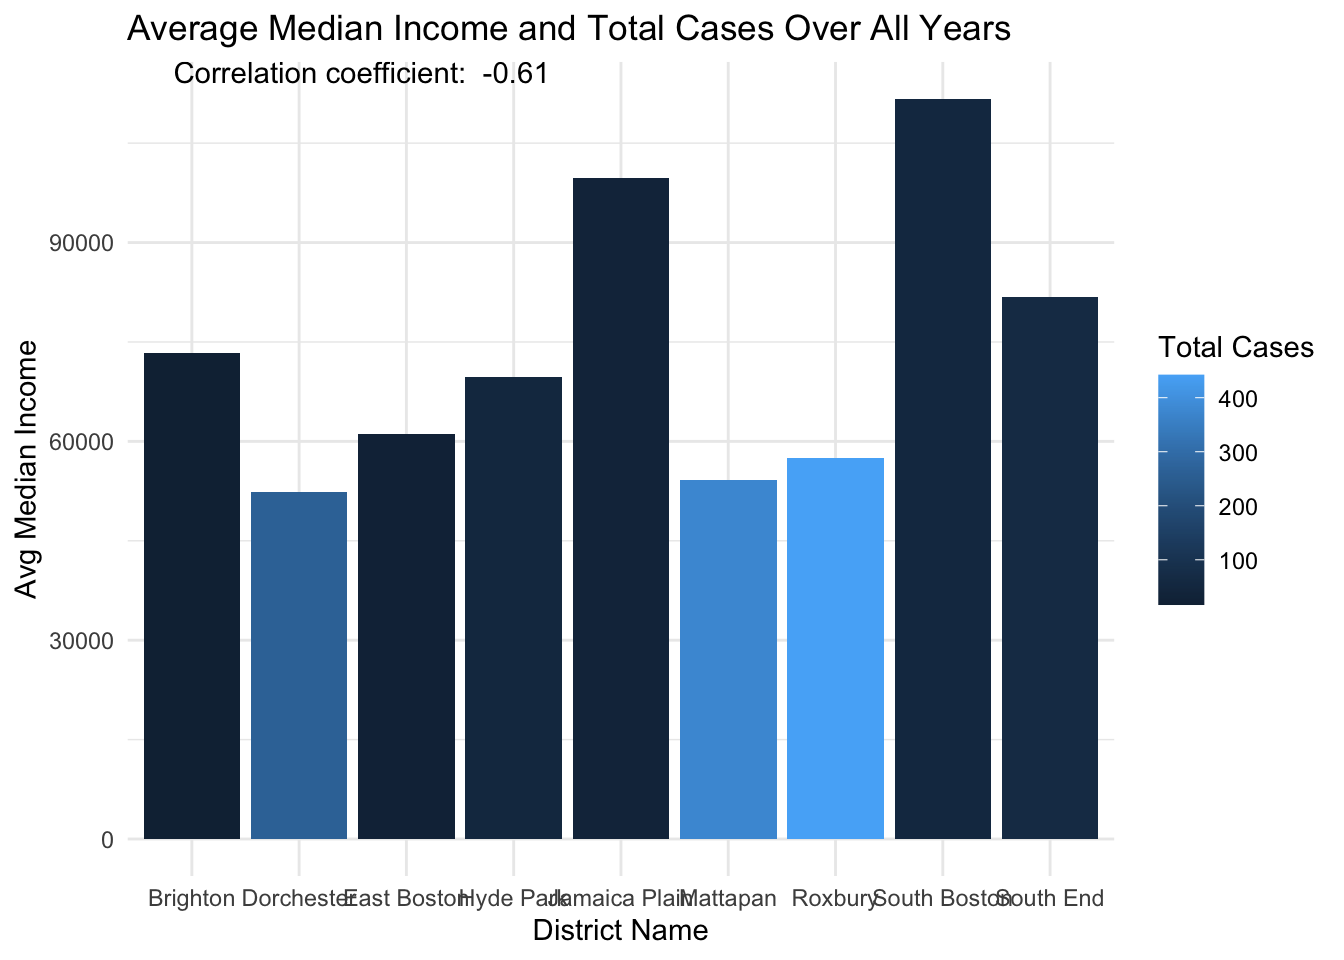 Average Median Income and Total Cases Over All Years
Correlation coefficient:  -0.61
Avg Median Income
90000
60000
30000
0
Brighton Dorchester East Boston Hyde Park Jamaica Plain Mattapan Roxbury South Boston South End
District Name
Total Cases
400
300
200
100